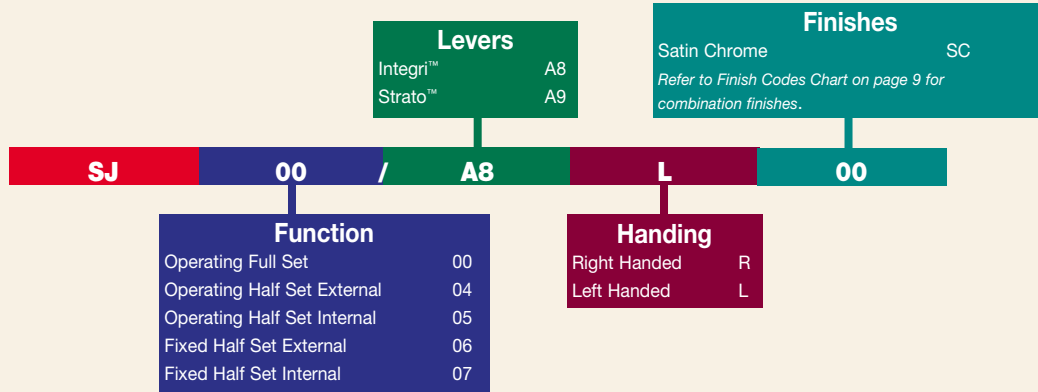 Levers
Integri™ A8
Strato™ A9
Finishes
Satin Chrome SC
Refer to Finish Codes Chart on page 9 for
combination finishes.
SJ 00 / A8 L 00
Function
Operating Full Set 00
Operating Half Set External 04
Operating Half Set Internal 05
Fixed Half Set External 06
Fixed Half Set Internal 07
Handing
Right Handed R
Left Handed L